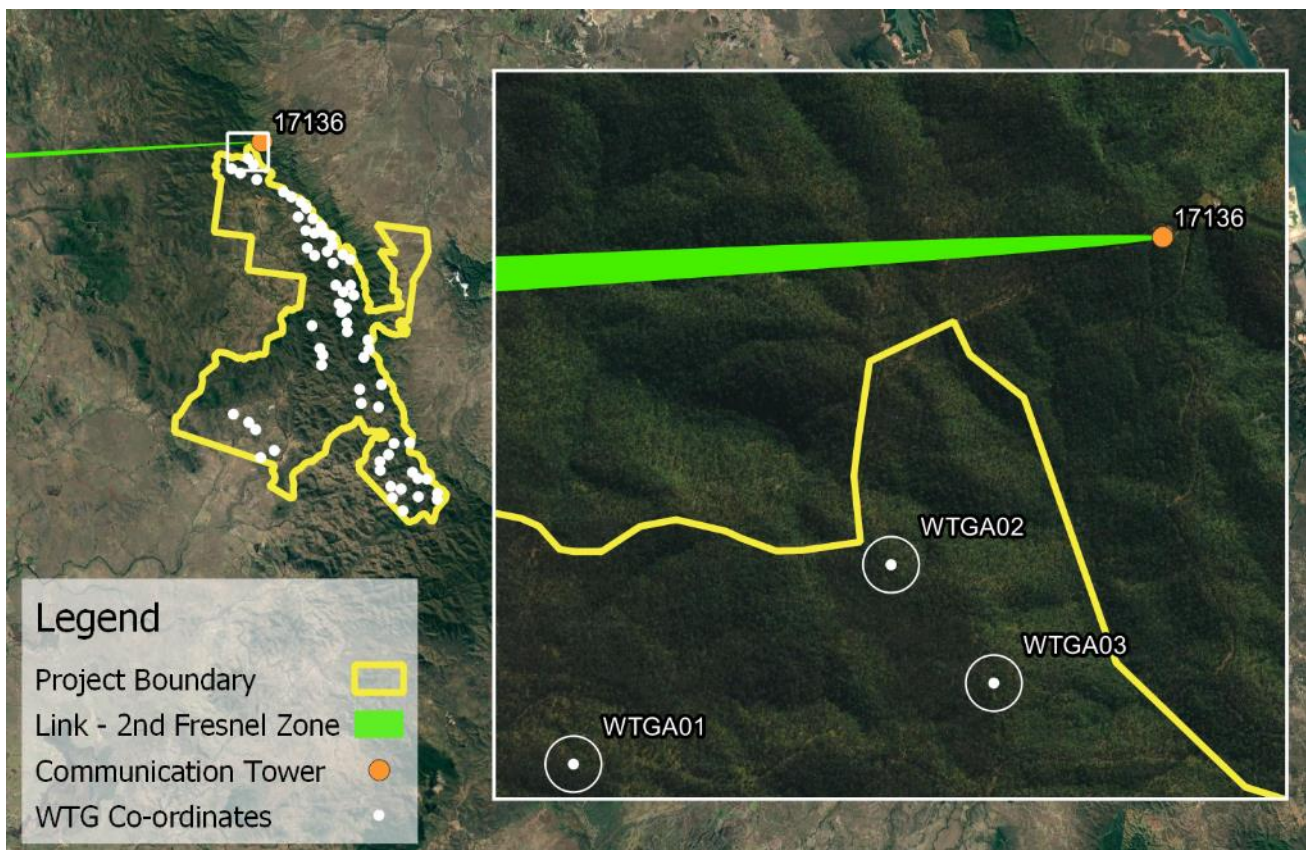 17136
17136
WTGA02
WTGA03
WTGA01
Legend
Project Boundary
Link - 2nd Fresnel Zone
Communication Tower
WTG Co-ordinates